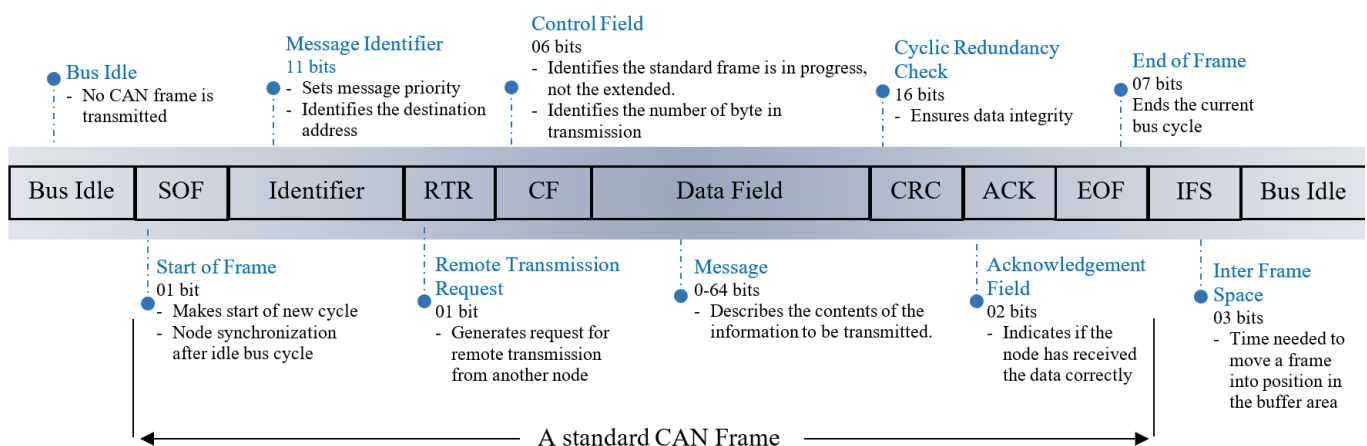 Bus Idle
- No CAN frame is
transmitted
Message Identifier
11 bits
- Sets message priority
- Identifies the destination
address
Control Field
06 bits
- Identifies the standard frame is in progress,
not the extended.
- Identifies the number of byte in
transmission
Cyclic Redundancy
Check
16 bits
- Ensures data integrity
End of Frame
07 bits
Ends the current
bus cycle
Bus Idle SOF Identifier RTR CF Data Field CRC ACK EOF IFS Bus Idle
Start of Frame
01 bit
- Makes start of new cycle
- Node synchronization
after idle bus cycle
Remote Transmission
Request
01 bit
- Generates request for
remote transmission
from another node
Message
0-64 bits
- Describes the contents of the
information to be transmitted.
Acknowledgement
Field
02 bits
- Indicates if the
node has received
the data correctly
Inter Frame
Space
03 bits
- Time needed to
move a frame
into position in
the buffer area
A standard CAN Frame